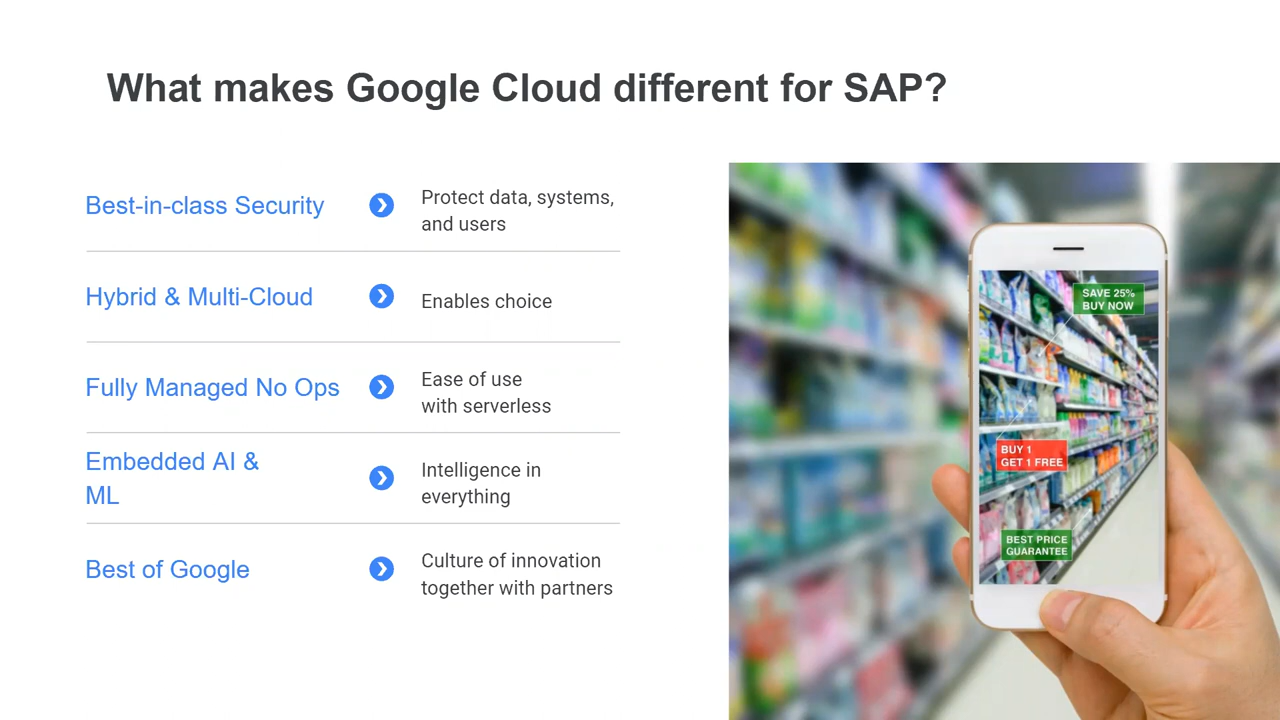 What makes Google Cloud different for SAP?
Best-in-class Security
Protect data, systems,
and users
Hybrid & Multi-Cloud
Enables choice
Fully Managed No Ops
Ease of use
with serverless
Embedded AI &
ML
Intelligence in
everything
Best of Google
Culture of innovation
together with partners
SAVE 25%
BUY NOW
BUY 1
GET 1 FREE
BEST PRICE
GUARANTEE